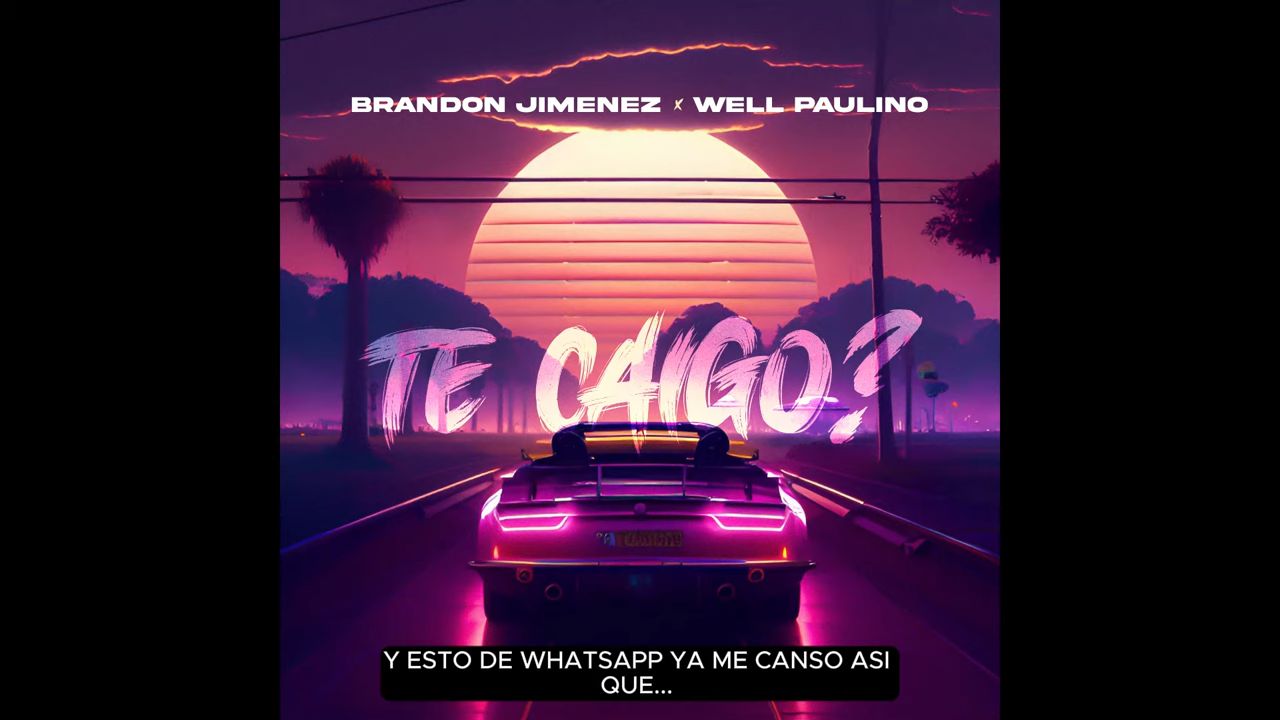 BRANDON JIMENEZ x WELL PAULINO
TE CAIGO?
Y ESTO DE WHATSAPP YA ME CANSO ASI
QUE...